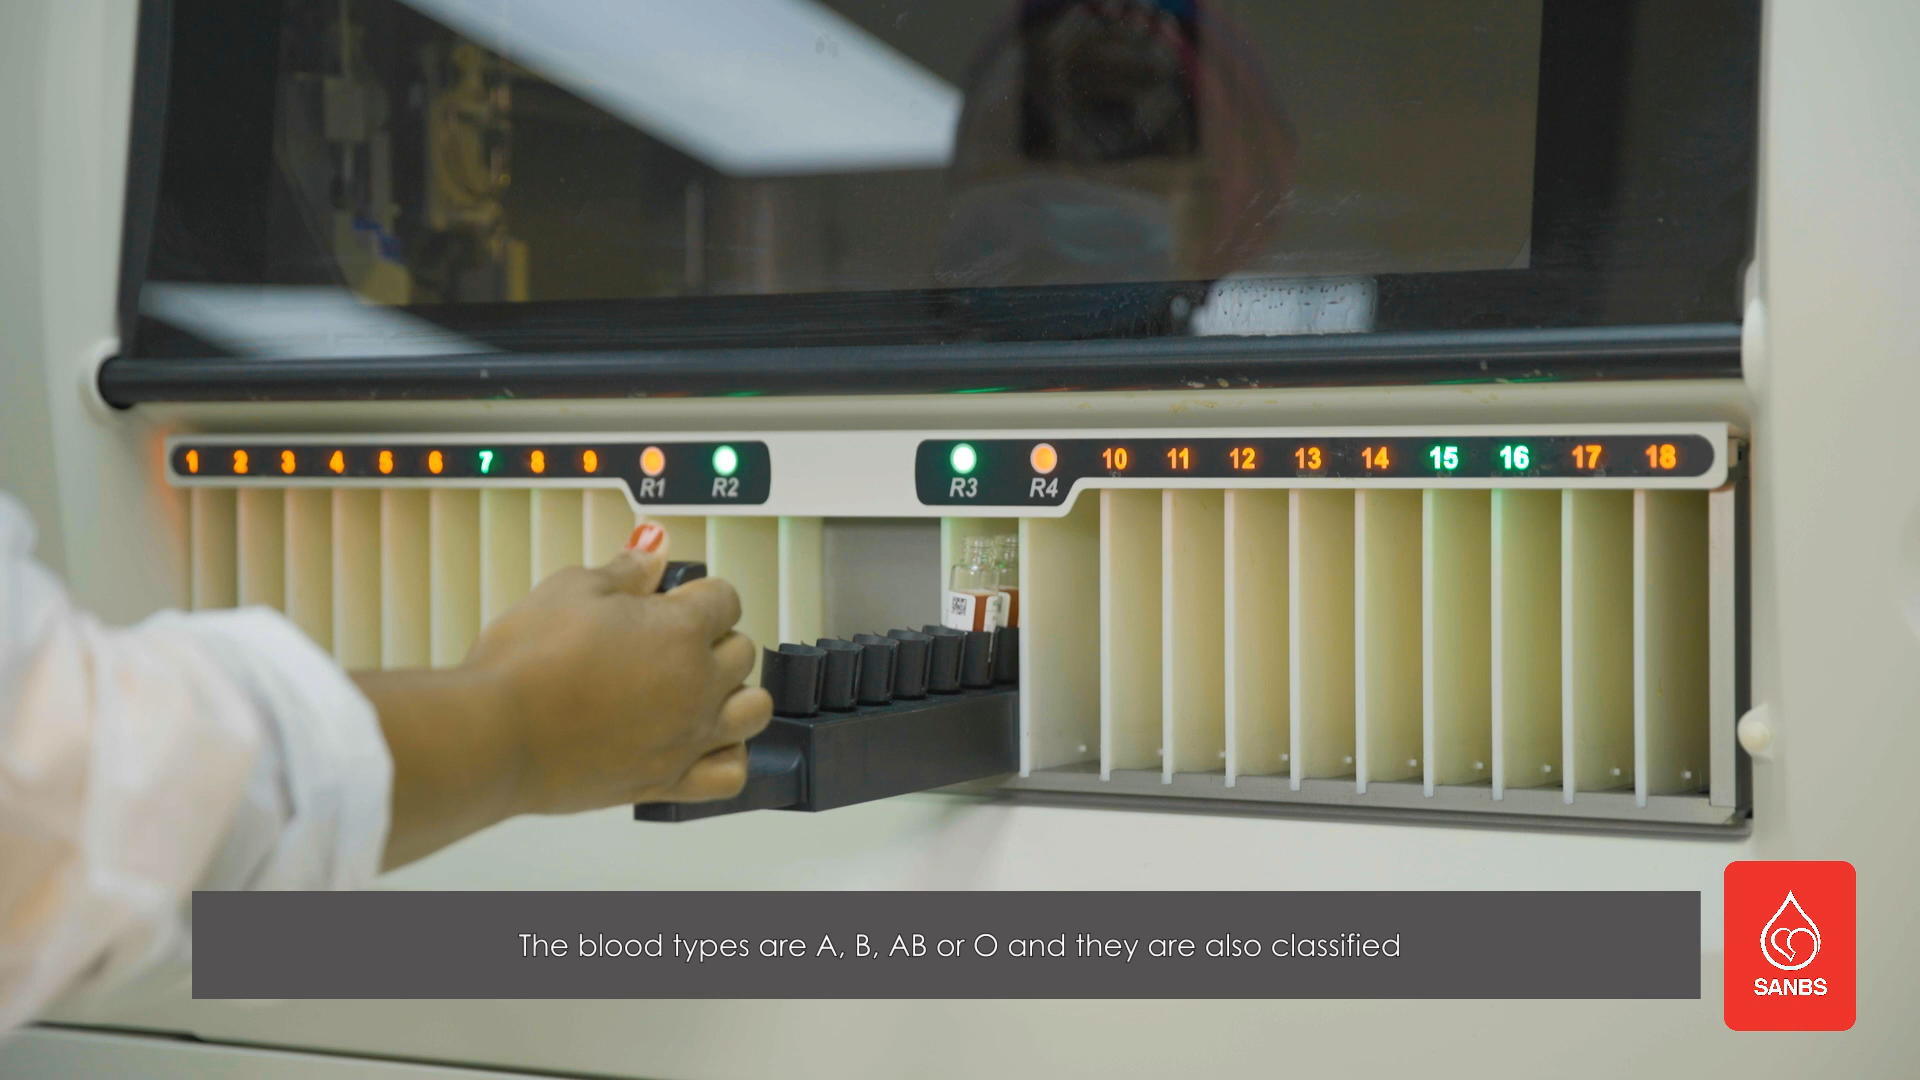 1 2 3 4 5 6 7 8 9 R1 R2 R3 R4 10 11 12 13 14 15 16 17 18
The blood types are A, B, AB or O and they are also classified
SANBS